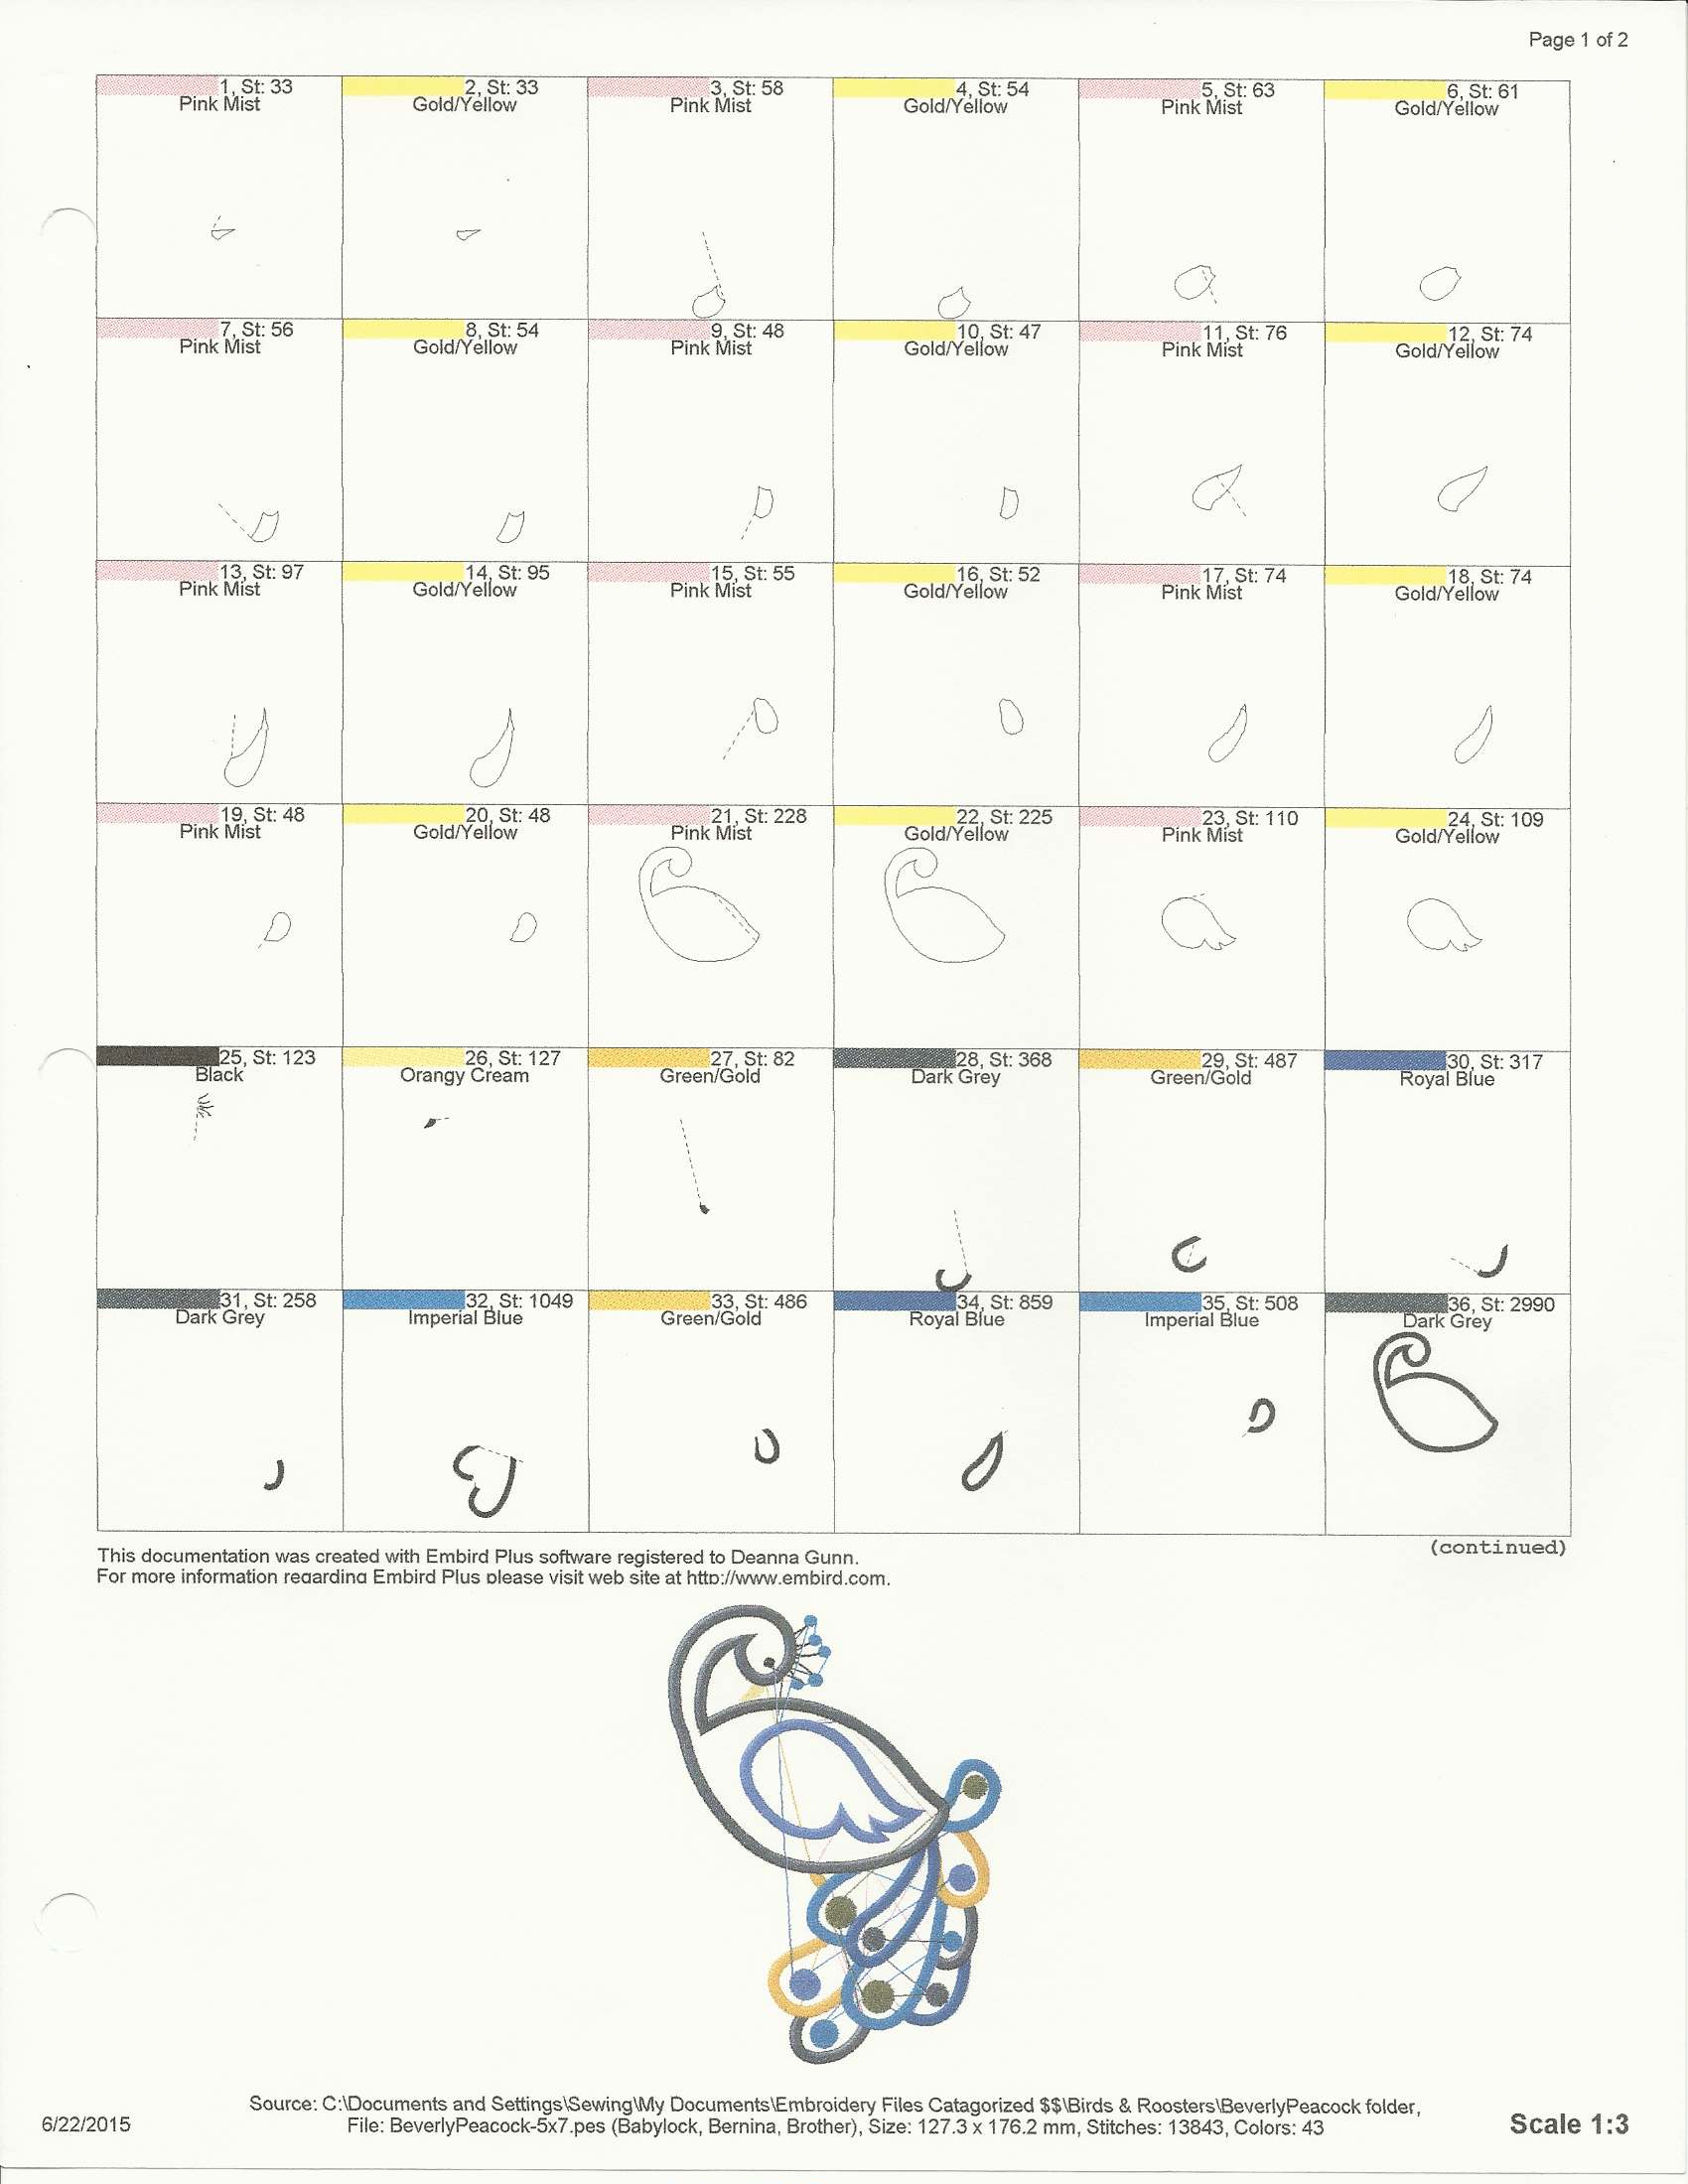 Page 1 of 2
1, St: 33
Pink Mist
2, St: 33
Gold/Yellow
3, St: 58
Pink Mist
4, St: 54
Gold/Yellow
5, St: 63
Pink Mist
6, St: 61
Gold/Yellow
7, St: 56
Pink Mist
8, St: 54
Gold/Yellow
9, St: 48
Pink Mist
10, St: 47
Gold/Yellow
11, St: 76
Pink Mist
12, St: 74
Gold/Yellow
13, St: 97
Pink Mist
14, St: 95
Gold/Yellow
15, St: 55
Pink Mist
16, St: 52
Gold/Yellow
17, St: 74
Pink Mist
18, St: 74
Gold/Yellow
19, St: 48
Pink Mist
20, St: 48
Gold/Yellow
21, St: 228
Pink Mist
22, St: 225
Gold/Yellow
23, St: 110
Pink Mist
24, St: 109
Gold/Yellow
25, St: 123
Black
26, St: 127
Orangy Cream
27, St: 82
Green/Gold
28, St: 368
Dark Grey
29, St: 487
Green/Gold
30, St: 317
Royal Blue
31, St: 258
Dark Grey
32, St: 1049
Imperial Blue
33, St: 486
Green/Gold
34, St: 859
Royal Blue
35, St: 508
Imperial Blue
36, St: 2990
Dark Grey
(continued)
This documentation was created with Embird Plus software registered to Deanna Gunn.
For more information regarding Embird Plus please visit web site at http://www.embird.com.
Source: C:\Documents and Settings\Sewing\My Documents\Embroidery Files Catagorized $$\Birds & Roosters\BeverlyPeacock folder,
File: BeverlyPeacock-5x7.pes (Babylock, Bernina, Brother), Size: 127.3 x 176.2 mm, Stitches: 13843, Colors: 43
6/22/2015
Scale 1:3